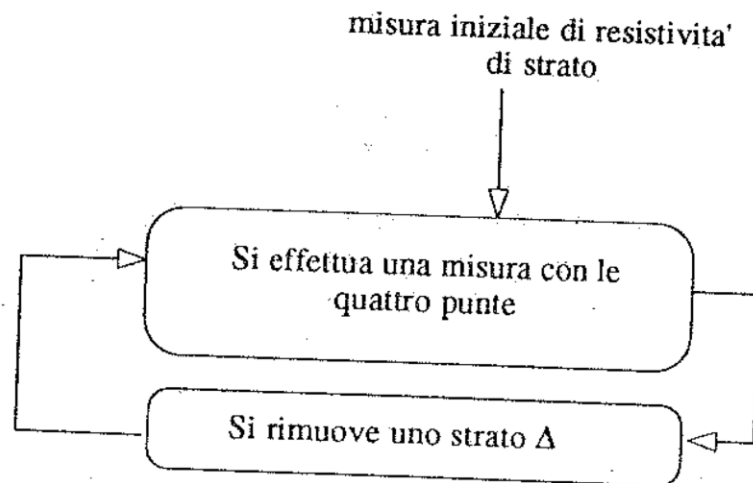 misura iniziale di resistivita'
di strato
Si effettua una misura con le
quattro punte
Si rimuove uno strato Δ